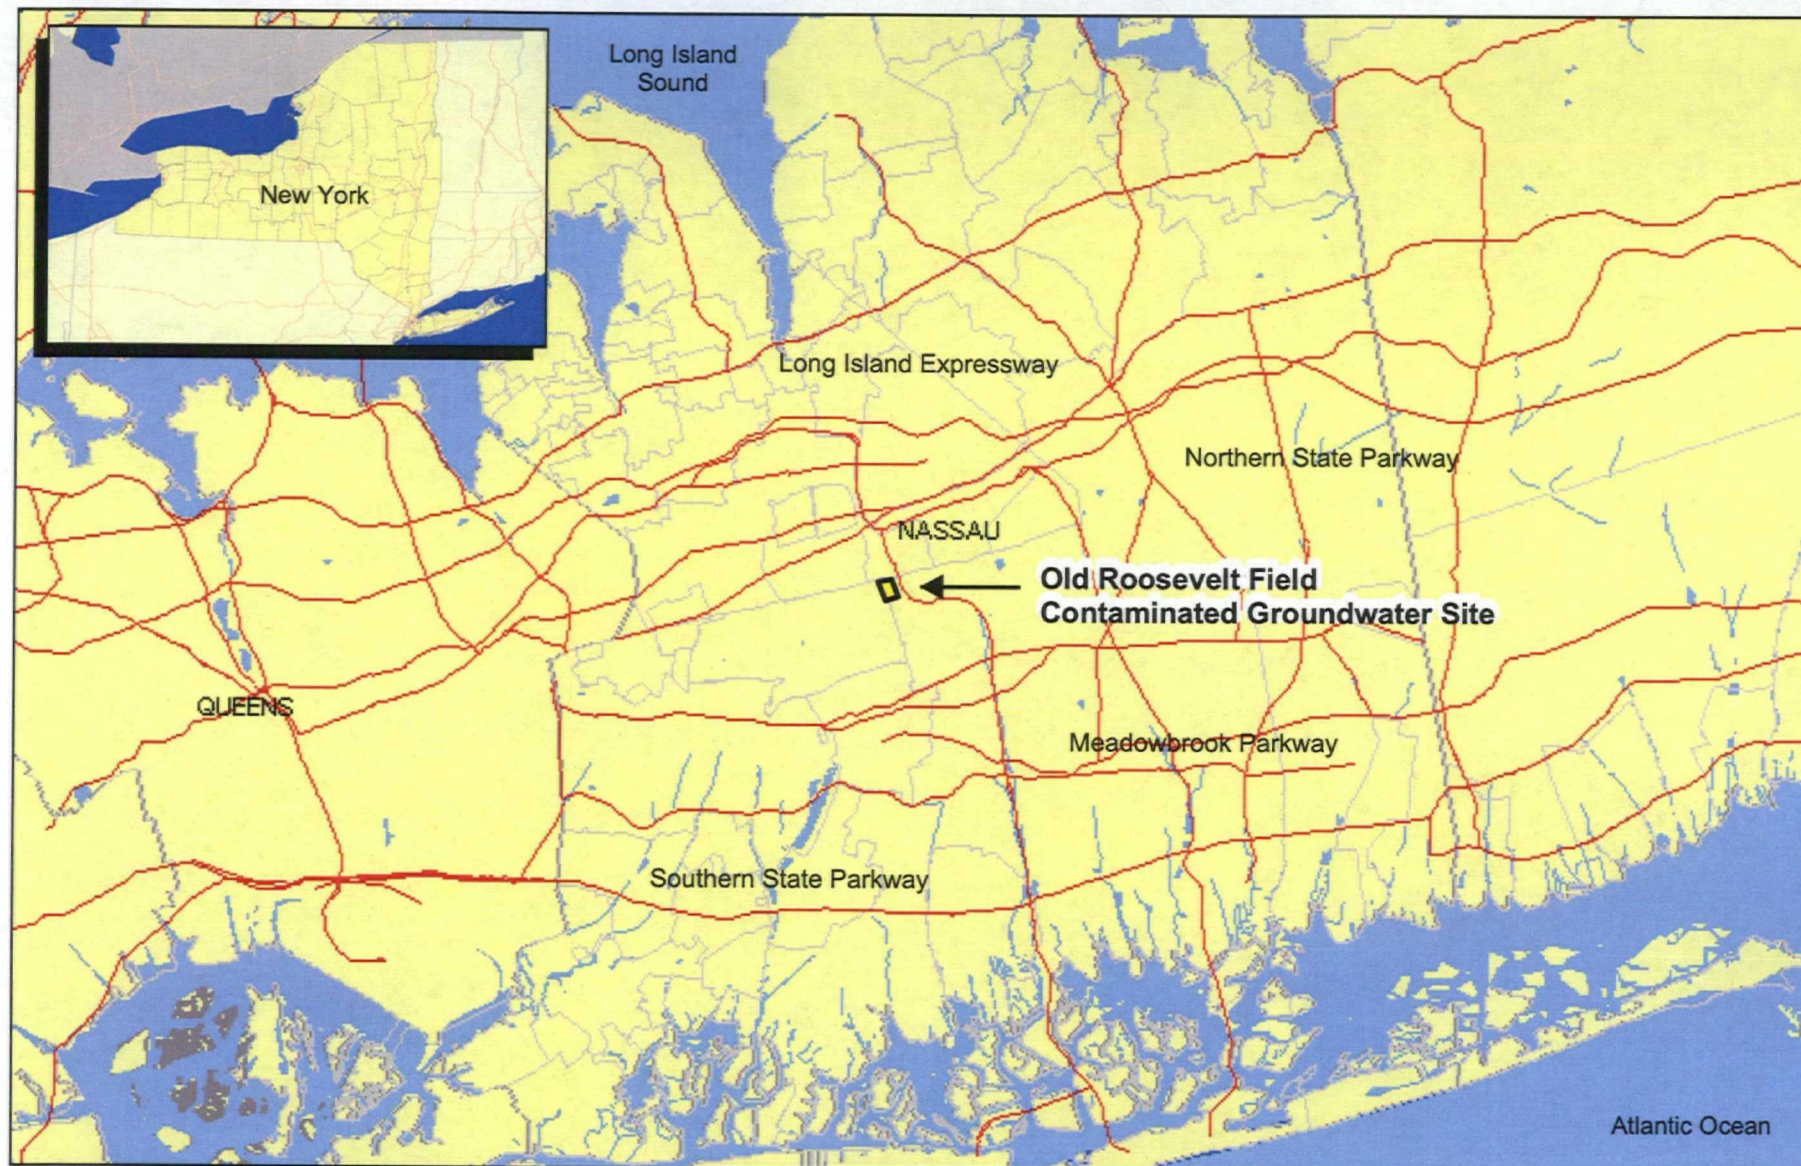 Long Island
Sound
New York
Long Island Expressway
Northern State Parkway
NASSAU
Old Roosevelt Field
Contaminated Groundwater Site
QUEENS
Meadowbrook Parkway
Southern State Parkway
Atlantic Ocean